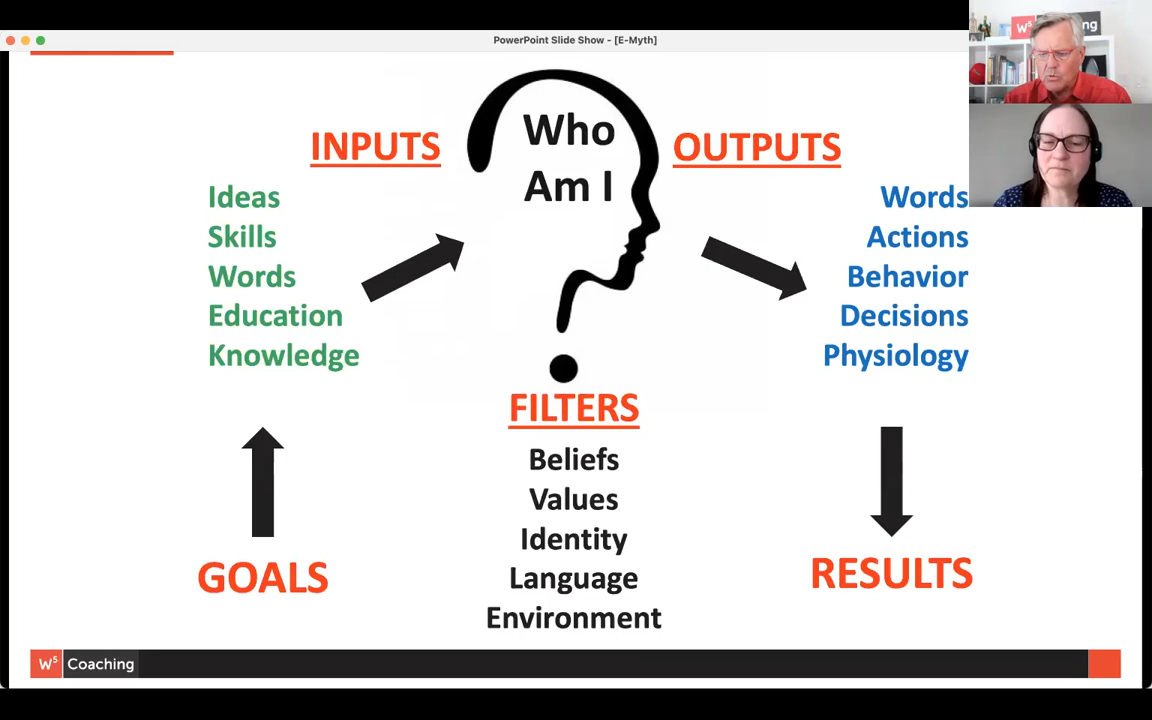 PowerPoint Slide Show - [E-Myth]
INPUTS
Who
Am I
OUTPUTS
Ideas
Skills
Words
Education
Knowledge
Words
Actions
Behavior
Decisions
Physiology
FILTERS
Beliefs
Values
Identity
Language
Environment
GOALS
RESULTS
W⁵ Coaching
W⁵